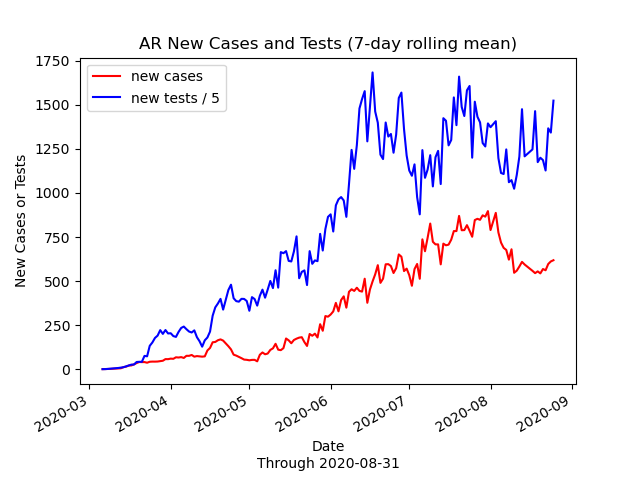 AR New Cases and Tests (7-day rolling mean)
new cases
new tests / 5
New Cases or Tests
1750
1500
1250
1000
750
500
250
0
2020-03
2020-04
2020-05
2020-06
2020-07
2020-08
2020-09
Date
Through 2020-08-31